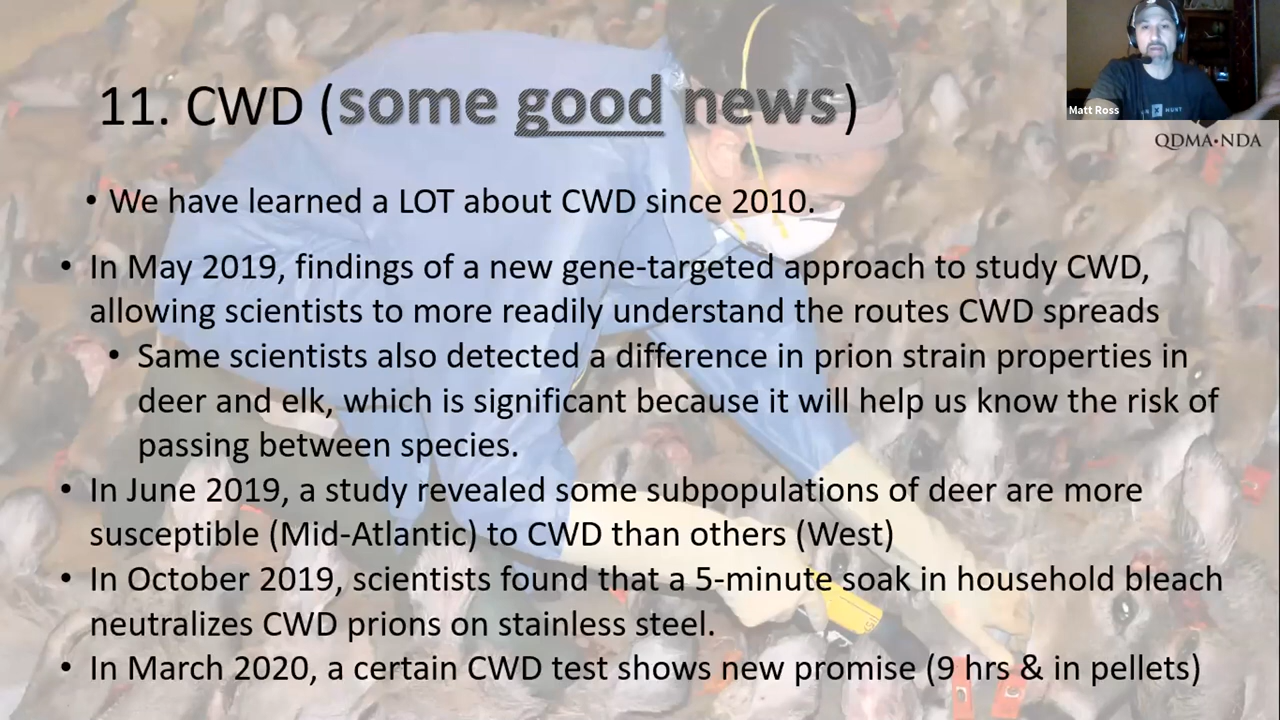 11. CWD (some good news)
Matt Ross
HUNT
QDMA•NDA
• We have learned a LOT about CWD since 2010.
• In May 2019, findings of a new gene-targeted approach to study CWD,
allowing scientists to more readily understand the routes CWD spreads
• Same scientists also detected a difference in prion strain properties in
deer and elk, which is significant because it will help us know the risk of
passing between species.
• In June 2019, a study revealed some subpopulations of deer are more
susceptible (Mid-Atlantic) to CWD than others (West)
• In October 2019, scientists found that a 5-minute soak in household bleach
neutralizes CWD prions on stainless steel.
• In March 2020, a certain CWD test shows new promise (9 hrs & in pellets)